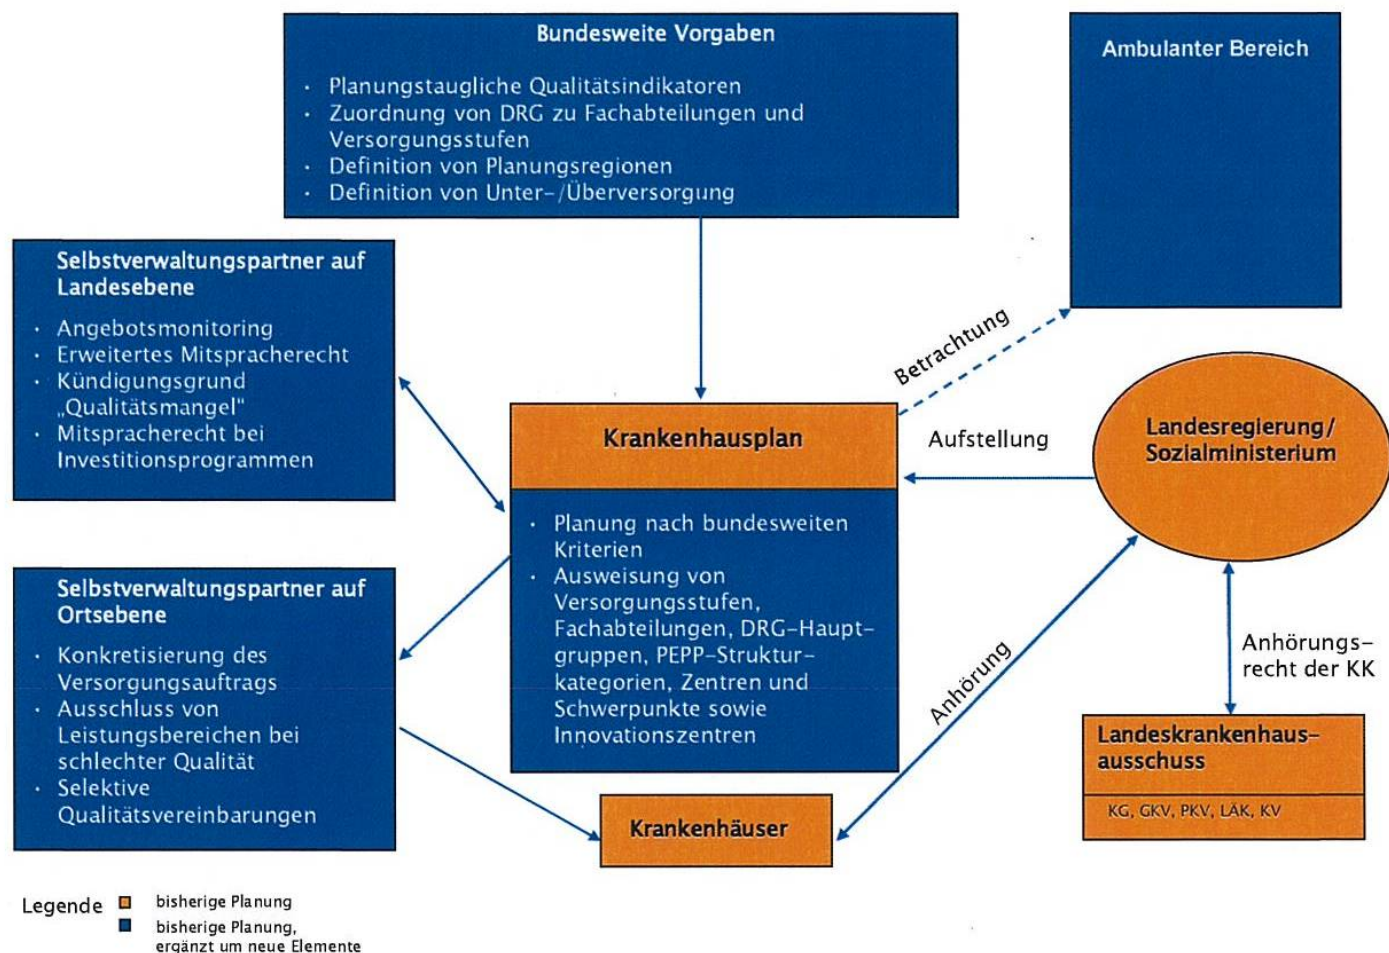 Bundesweite Vorgaben
· Planungstaugliche Qualitätsindikatoren
· Zuordnung von DRG zu Fachabteilungen und
Versorgungsstufen
· Definition von Planungsregionen
· Definition von Unter-/Überversorgung
Ambulanter Bereich
Selbstverwaltungspartner auf
Landesebene
· Angebotsmonitoring
· Erweitertes Mitspracherecht
· Kündigungsgrund
„Qualitätsmangel“
· Mitspracherecht bei
Investitionsprogrammen
Betrachtung
Krankenhausplan
· Planung nach bundesweiten
Kriterien
· Ausweisung von
Versorgungsstufen,
Fachabteilungen, DRG-Haupt-
gruppen, PEPP-Struktur-
kategorien, Zentren und
Schwerpunkte sowie
Innovationszentren
Aufstellung
Landesregierung/
Sozialministerium
Selbstverwaltungspartner auf
Ortsebene
· Konkretisierung des
Versorgungsauftrags
· Ausschluss von
Leistungsbereichen bei
schlechter Qualität
· Selektive
Qualitätsvereinbarungen
Anhörung
Anhörungs-
recht der KK
Landeskrankenhaus-
ausschuss
KG, GKV, PKV, LÄK, KV
Krankenhäuser
Legende
bisherige Planung
bisherige Planung,
ergänzt um neue Elemente